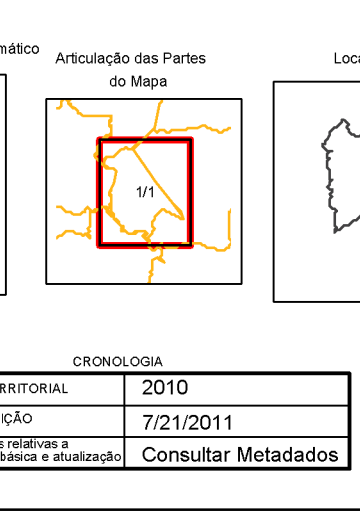 mático
Articulação das Partes
do Mapa
Loca
1/1
CRONOLOGIA
RRITORIAL 2010
IÇÃO 7/21/2011
s relativas a
básica e atualização Consultar Metadados